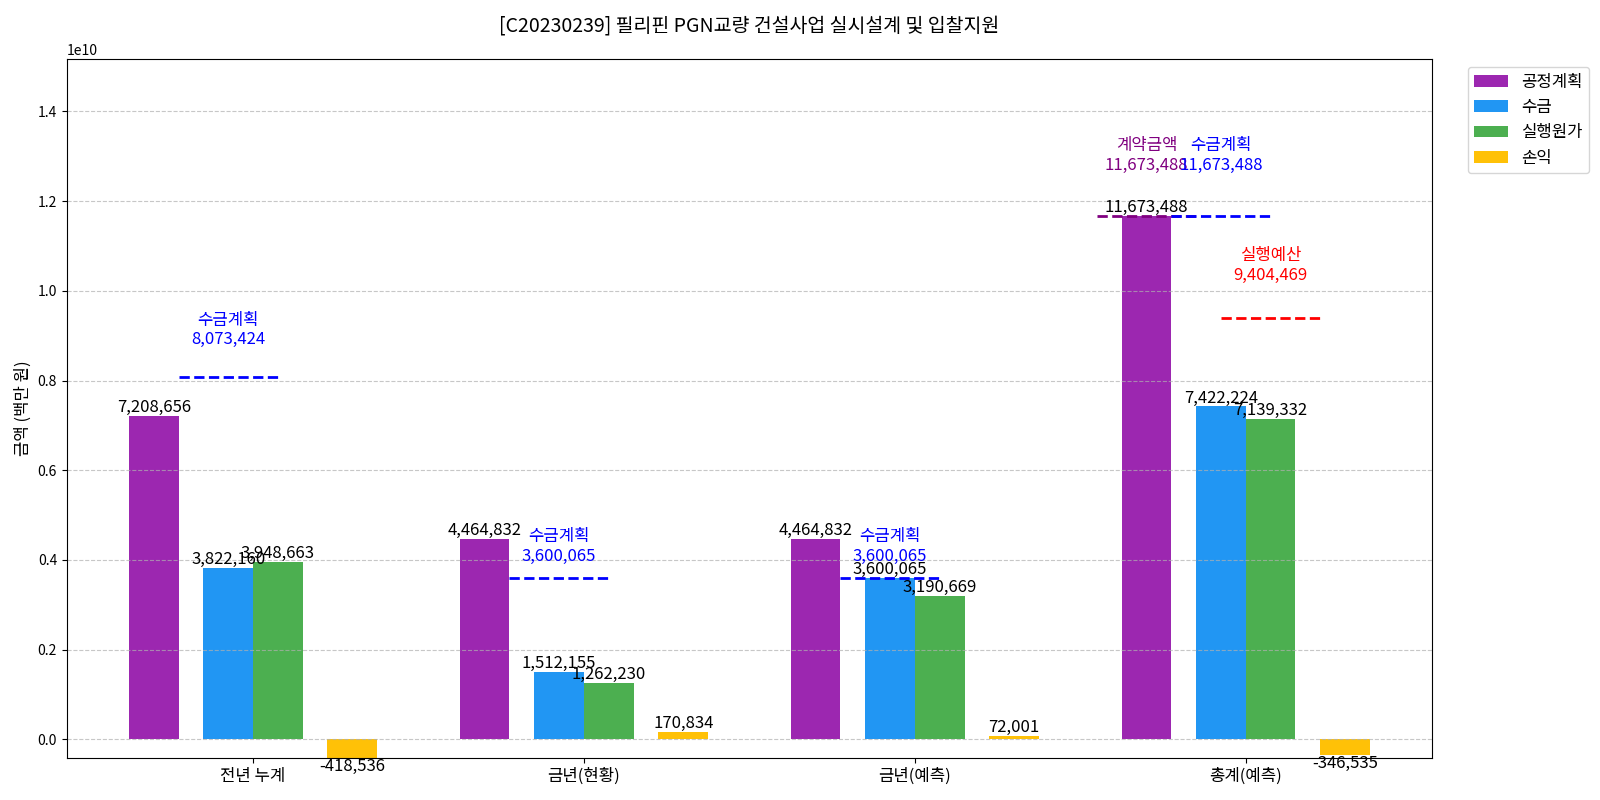 [C20230239] 필리핀 PGN교량 건설사업 실시설계 및 입찰지원
1e10
공정계획
수금
실행원가
손익
금액 (백만 원)
1.4
1.2
1.0
0.8
0.6
0.4
0.2
0.0
7,208,656
수금계획
8,073,424
3,822,160
3,948,663
-418,536
4,464,832
수금계획
3,600,065
1,512,155
1,262,230
170,834
4,464,832
수금계획
3,600,065
3,600,065
3,190,669
72,001
계약금액
11,673,488
수금계획
11,673,488
11,673,488
실행예산
9,404,469
7,422,224
7,139,332
-346,535
전년 누계
금년(현황)
금년(예측)
총계(예측)